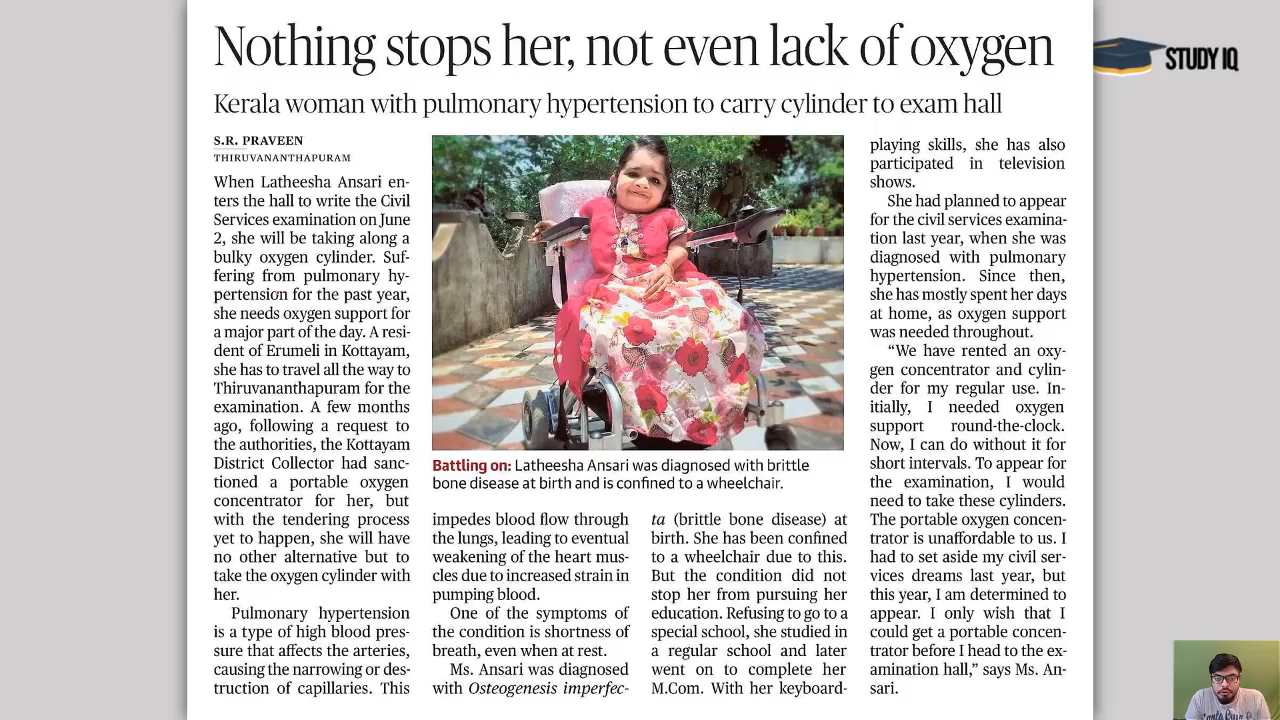 Nothing stops her, not even lack of oxygen
STUDY IQ
Kerala woman with pulmonary hypertension to carry cylinder to exam hall
S.R. PRAVEEN
THIRUVANANTHAPURAM
When Latheesha Ansari en-
ters the hall to write the Civil
Services examination on June
2, she will be taking along a
bulky oxygen cylinder. Suf-
fering from pulmonary hy-
pertension for the past year,
she needs oxygen support for
a major part of the day. A resi-
dent of Erumeli in Kottayam,
she has to travel all the way to
Thiruvananthapuram for the
examination. A few months
ago, following a request to
the authorities, the Kottayam
District Collector had sanc-
tioned a portable oxygen
concentrator for her, but
with the tendering process
yet to happen, she will have
no other alternative but to
take the oxygen cylinder with
her.
Pulmonary hypertension
is a type of high blood pres-
sure that affects the arteries,
causing the narrowing or des-
truction of capillaries. This
Battling on: Latheesha Ansari was diagnosed with brittle
bone disease at birth and is confined to a wheelchair.
impedes blood flow through
the lungs, leading to eventual
weakening of the heart mus-
cles due to increased strain in
pumping blood.
One of the symptoms of
the condition is shortness of
breath, even when at rest.
Ms. Ansari was diagnosed
with Osteogenesis imperfec-
ta (brittle bone disease) at
birth. She has been confined
to a wheelchair due to this.
But the condition did not
stop her from pursuing her
education. Refusing to go to a
special school, she studied in
a regular school and later
went on to complete her
M.Com. With her keyboard-
playing skills, she has also
participated in television
shows.
She had planned to appear
for the civil services examina-
tion last year, when she was
diagnosed with pulmonary
hypertension. Since then,
she has mostly spent her days
at home, as oxygen support
was needed throughout.
“We have rented an oxy-
gen concentrator and cylin-
der for my regular use. In-
itially, I needed oxygen
support round-the-clock.
Now, I can do without it for
short intervals. To appear for
the examination, I would
need to take these cylinders.
The portable oxygen concen-
trator is unaffordable to us. I
had to set aside my civil ser-
vices dreams last year, but
this year, I am determined to
appear. I only wish that I
could get a portable concen-
trator before I head to the ex-
amination hall,” says Ms. An-
sari.